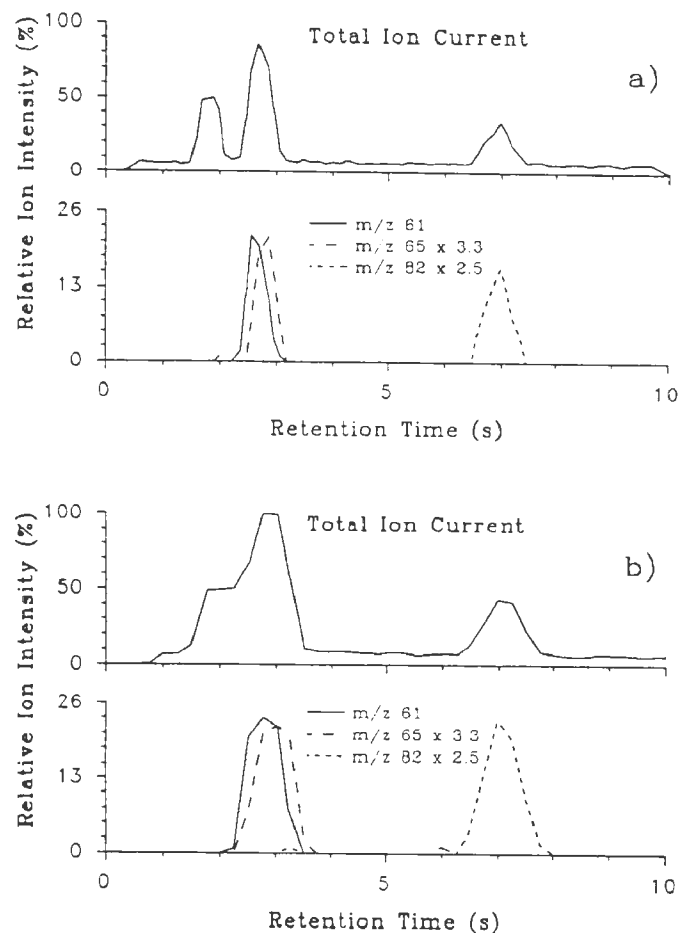 Relative Ion Intensity (%)
100
50
0
Total Ion Current
a)
26
13
0
m/z 61
m/z 65 x 3.3
m/z 82 x 2.5
0
5
10
Retention Time (s)
Relative Ion Intensity (%)
100
50
0
Total Ion Current
b)
26
13
0
m/z 61
m/z 65 x 3.3
m/z 82 x 2.5
0
5
10
Retention Time (s)